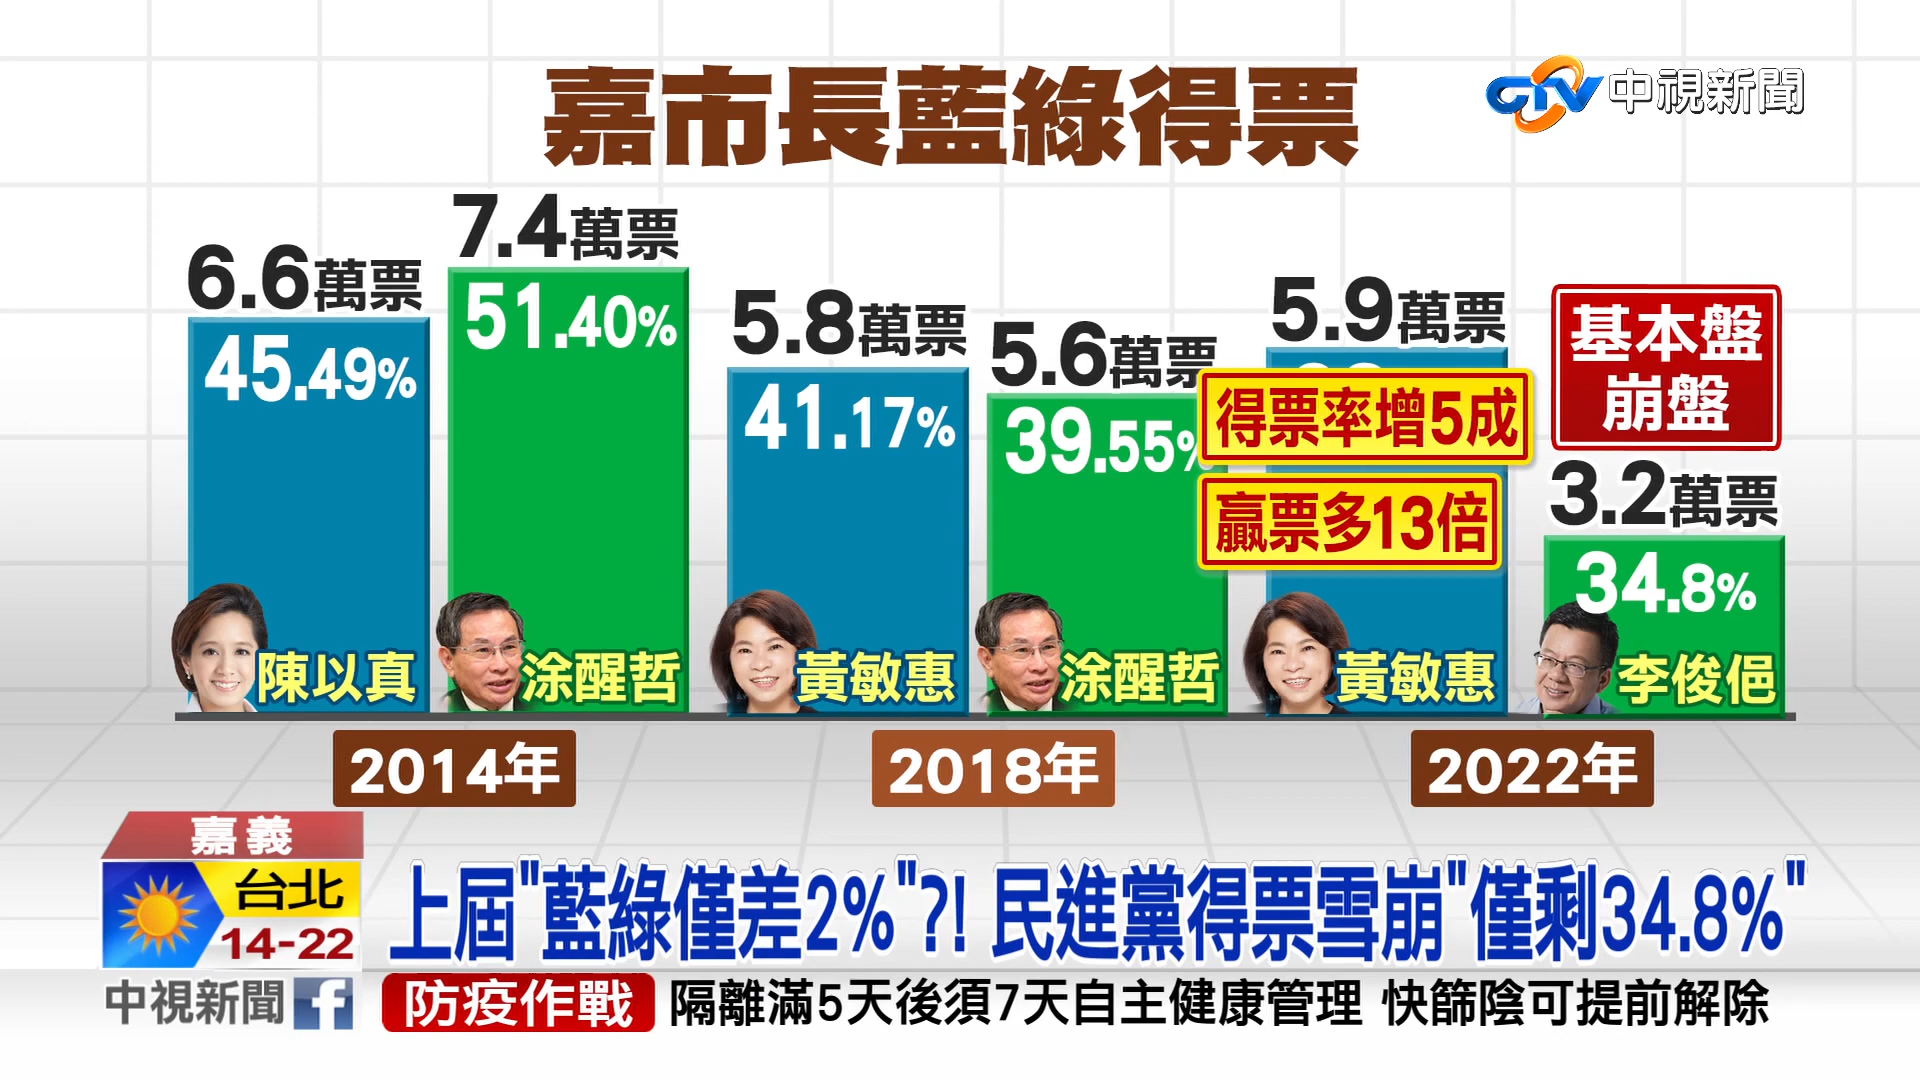 嘉市長藍綠得票
CTV中視新聞
6.6萬票
45.49%
陳以真
7.4萬票
51.40%
涂醒哲
2014年
5.8萬票
41.17%
黃敏惠
5.6萬票
39.55%
涂醒哲
2018年
5.9萬票
得票率增5成
贏票多13倍
黃敏惠
基本盤
崩盤
3.2萬票
34.8%
李俊俋
2022年
嘉義
台北
14-22
上屆"藍綠僅差2%"?! 民進黨得票雪崩"僅剩34.8%"
中視新聞 f
防疫作戰 隔離滿5天後須7天自主健康管理 快篩陰可提前解除